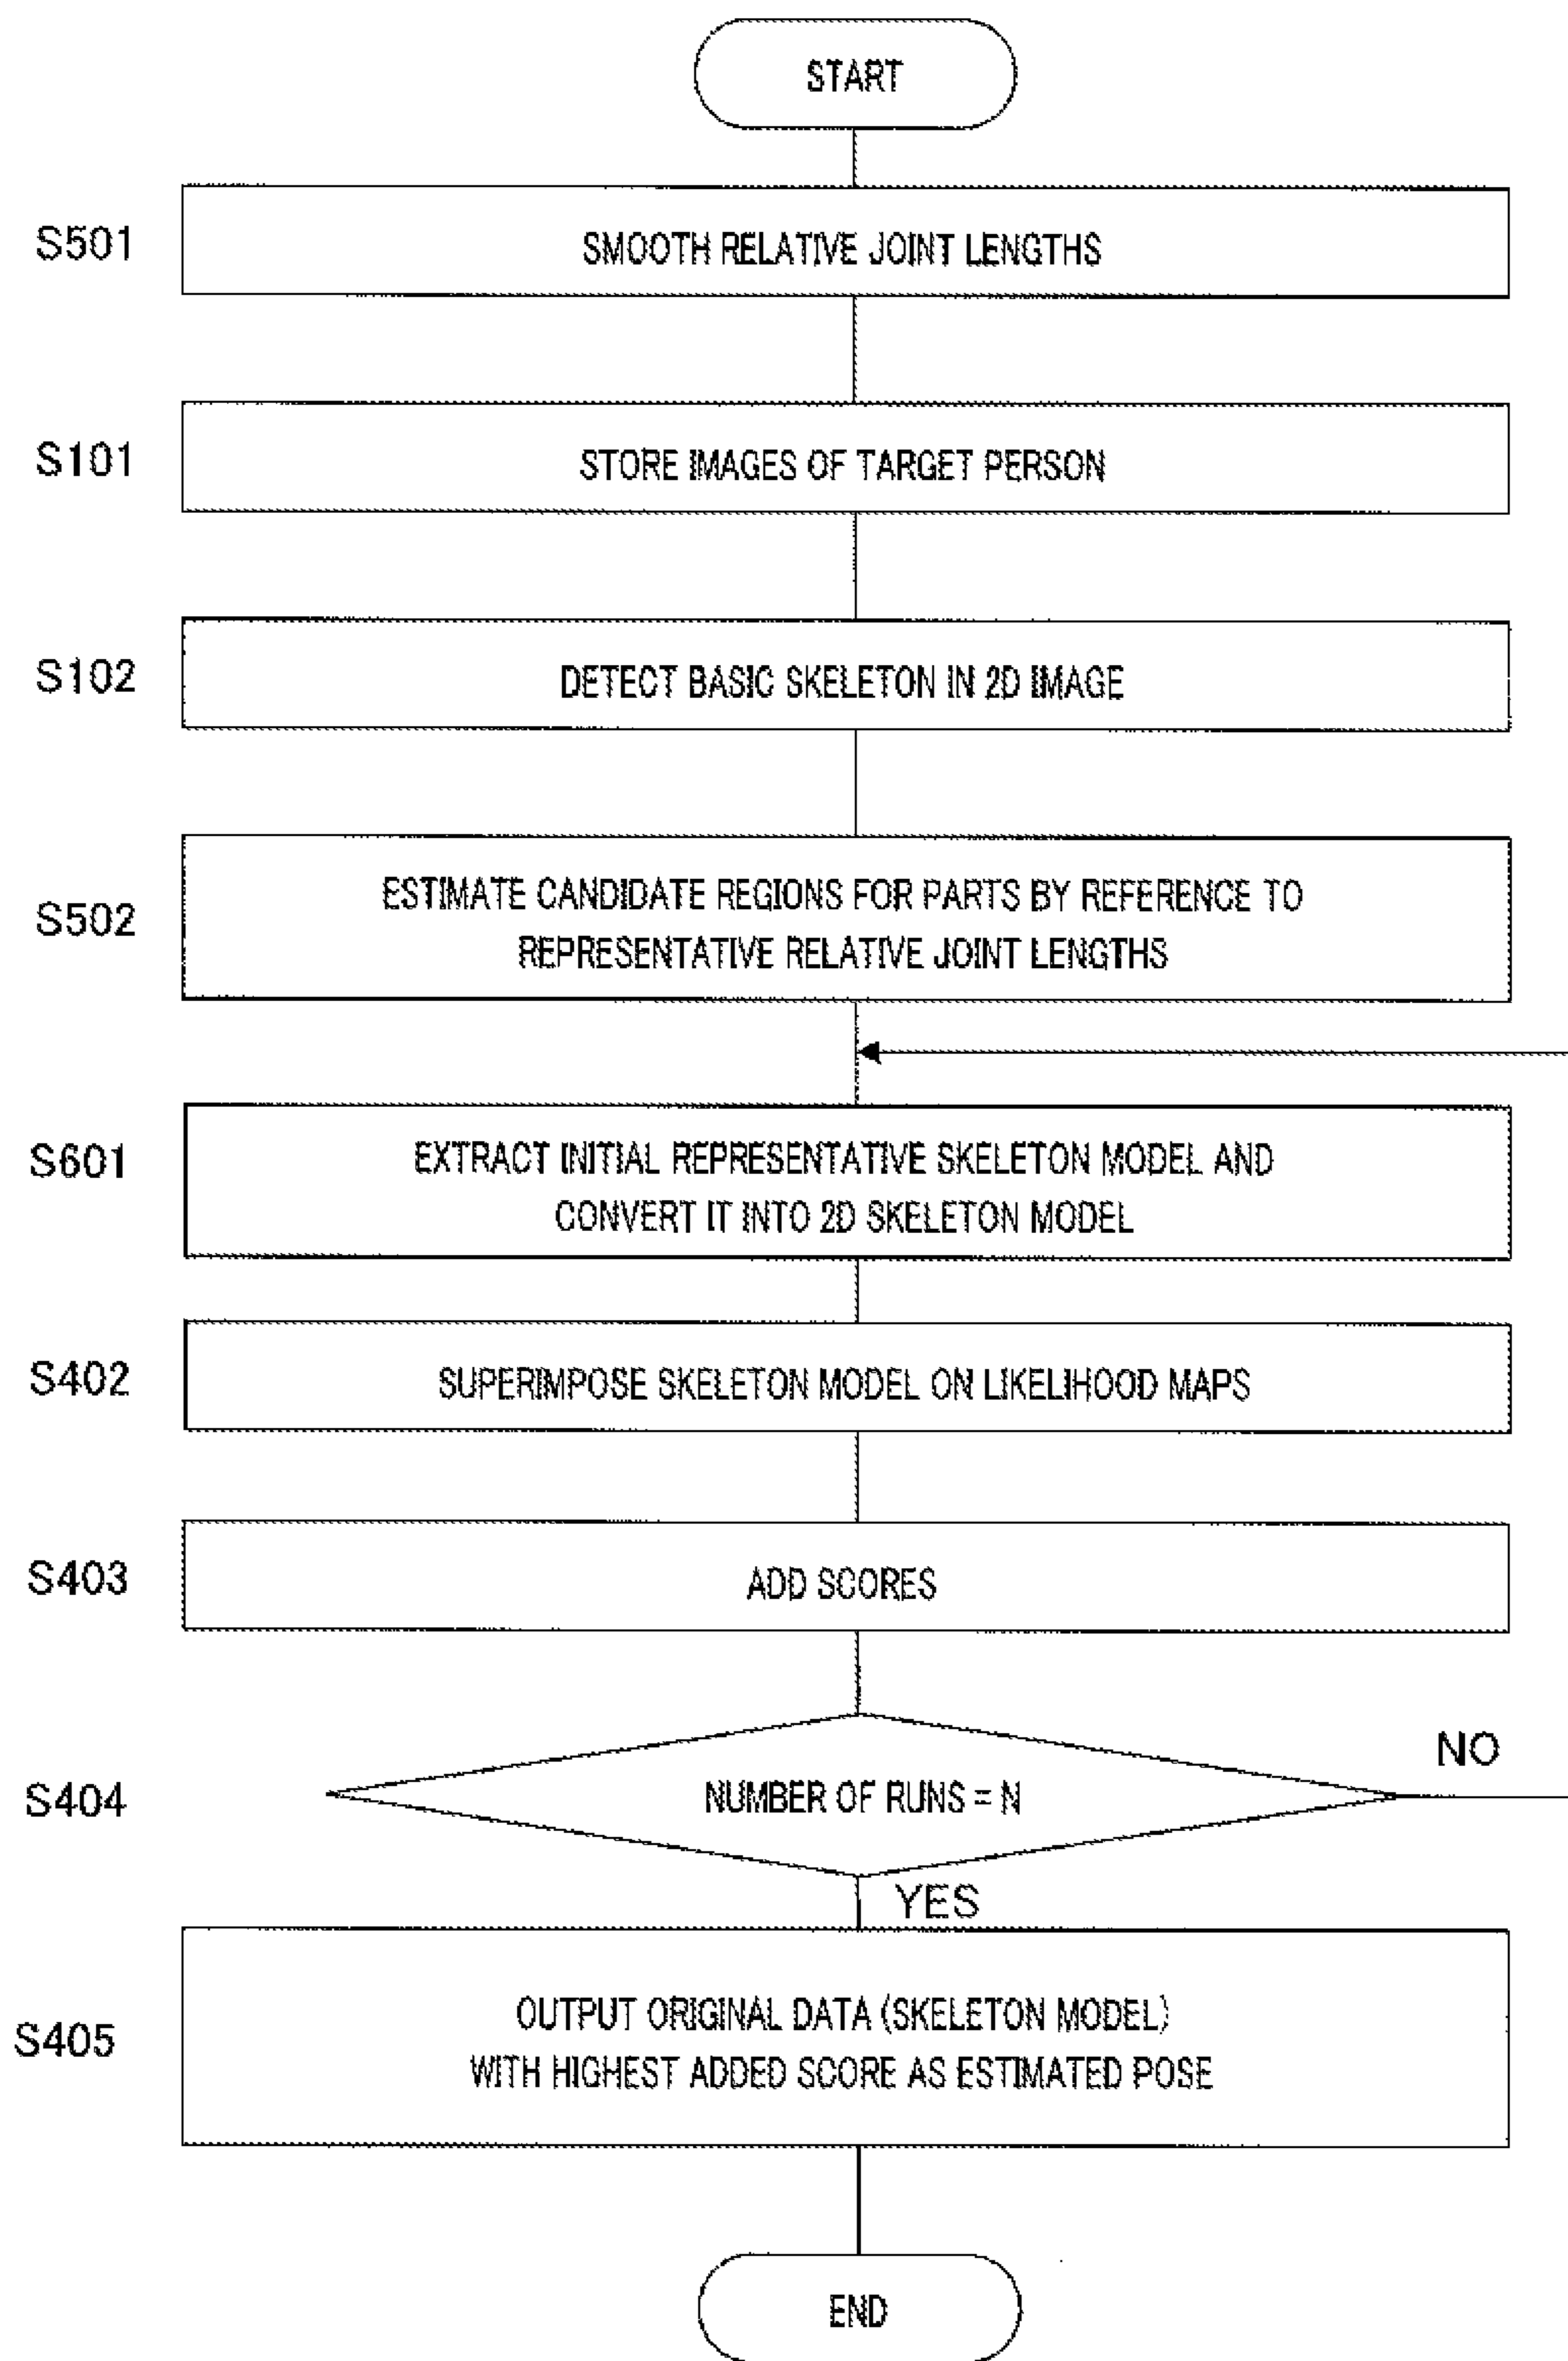 START
S501
SMOOTH RELATIVE JOINT LENGTHS
S101
STORE IMAGES OF TARGET PERSON
S102
DETECT BASIC SKELETON IN 2D IMAGE
S502
ESTIMATE CANDIDATE REGIONS FOR PARTS BY REFERENCE TO
REPRESENTATIVE RELATIVE JOINT LENGTHS
S601
EXTRACT INITIAL REPRESENTATIVE SKELETON MODEL AND
CONVERT IT INTO 2D SKELETON MODEL
S402
SUPERIMPOSE SKELETON MODEL ON LIKELIHOOD MAPS
S403
ADD SCORES
S404
NUMBER OF RUNS = N
NO
YES
S405
OUTPUT ORIGINAL DATA (SKELETON MODEL)
WITH HIGHEST ADDED SCORE AS ESTIMATED POSE
END